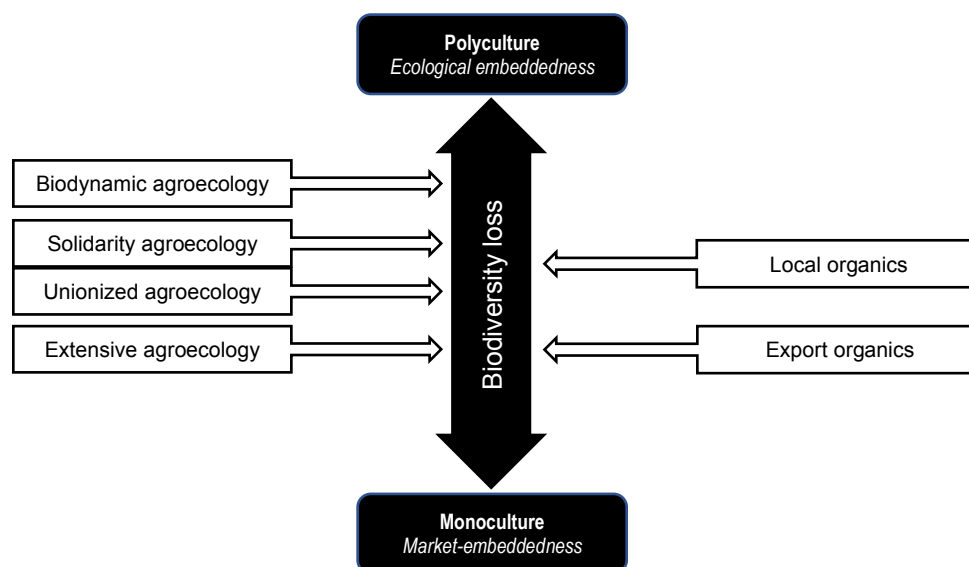 Polyculture
Ecological embeddedness
Biodynamic agroecology
Solidarity agroecology
Unionized agroecology
Extensive agroecology
Biodiversity loss
Local organics
Export organics
Monoculture
Market-embeddedness